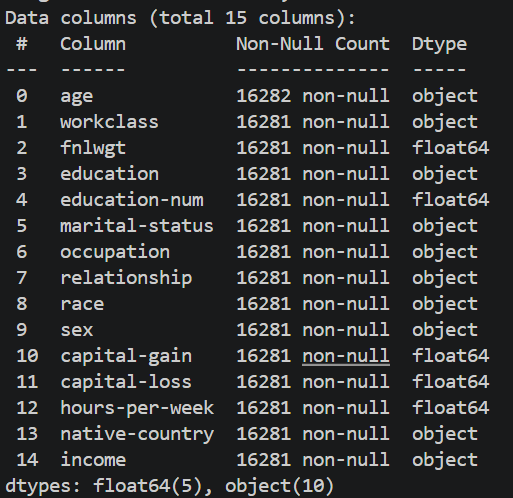 Data columns (total 15 columns):
 #   Column          Non-Null Count  Dtype
---  ------          --------------  -----
 0   age             16282 non-null  object
 1   workclass       16281 non-null  object
 2   fnlwgt          16281 non-null  float64
 3   education       16281 non-null  object
 4   education-num   16281 non-null  float64
 5   marital-status  16281 non-null  object
 6   occupation      16281 non-null  object
 7   relationship    16281 non-null  object
 8   race            16281 non-null  object
 9   sex             16281 non-null  object
 10  capital-gain    16281 non-null  float64
 11  capital-loss    16281 non-null  float64
 12  hours-per-week  16281 non-null  float64
 13  native-country  16281 non-null  object
 14  income          16281 non-null  object
dtypes: float64(5), object(10)